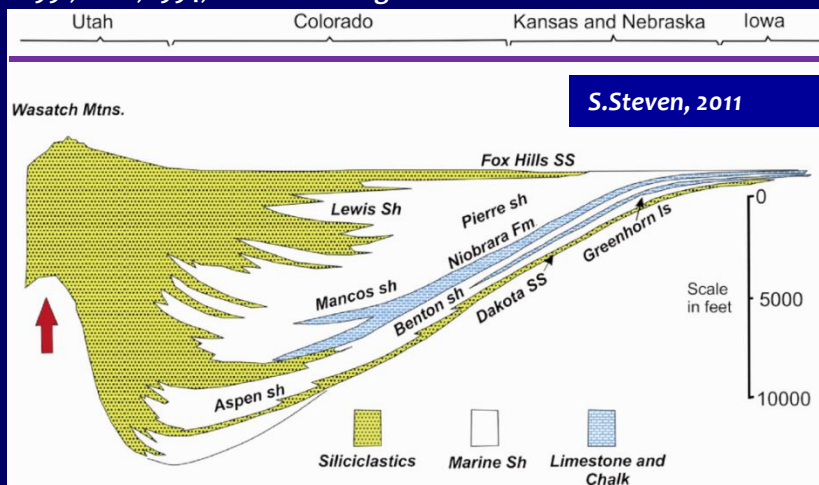 Utah Colorado Kansas and Nebraska Iowa
S.Steven, 2011
Wasatch Mtns.
Fox Hills SS
Lewis Sh
Pierre sh
Niobrara Fm
Greenhorn ls
Mancos sh
Benton sh
Dakota SS
Aspen sh
Scale
in feet
0
5000
10000
Siliciclastics Marine Sh Limestone and
Chalk